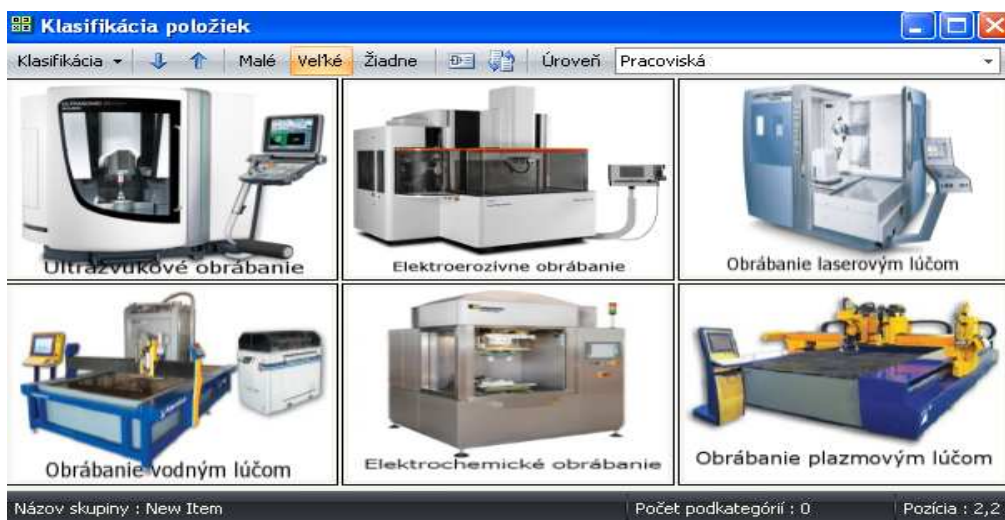 Klasifikácia položiek
Klasifikácia Malé Veľké Žiadne Úroveň Pracoviská
Ultrazvukové obrábanie
Elektroerozívne obrábanie
Obrábanie laserovým lúčom
Obrábanie vodným lúčom
Elektrochemické obrábanie
Obrábanie plazmovým lúčom
Názov skupiny : New Item Počet podkategórií : 0 Pozícia : 2,2